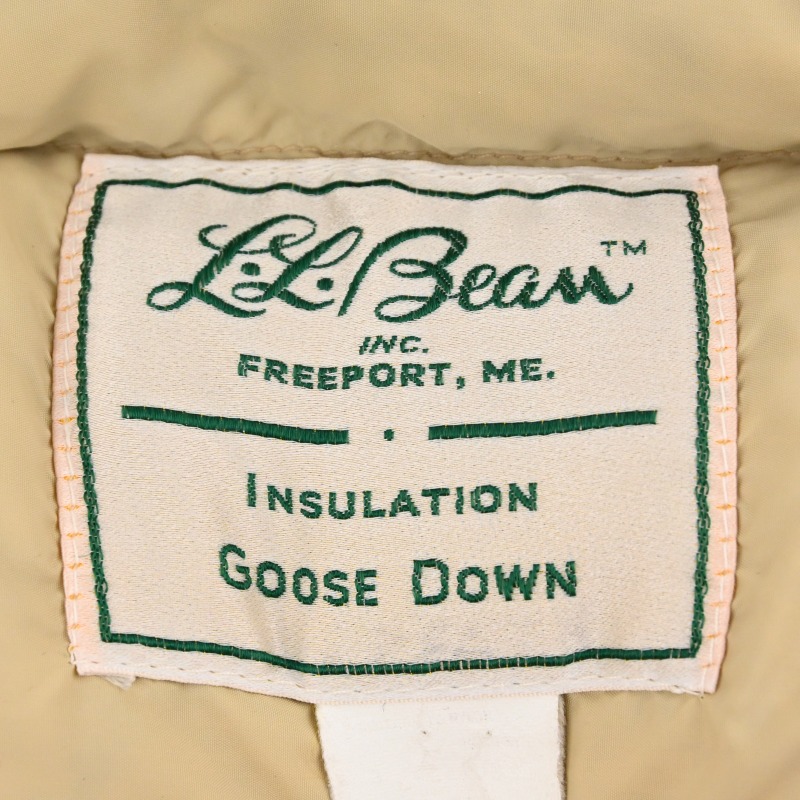 L.L.Bean™
INC.
FREEPORT, ME.
INSULATION
GOOSE DOWN